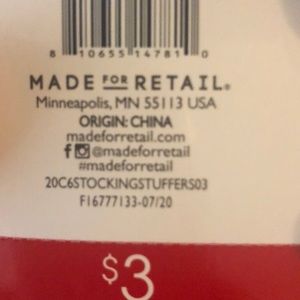 8 10655 14781 0
MADE FOR RETAIL®
Minneapolis, MN 55113 USA
ORIGIN: CHINA
madeforretail.com
@madeforretail
#madeforretail
20C6STOCKINGSTUFFERS03
F16777133-07/20
$3